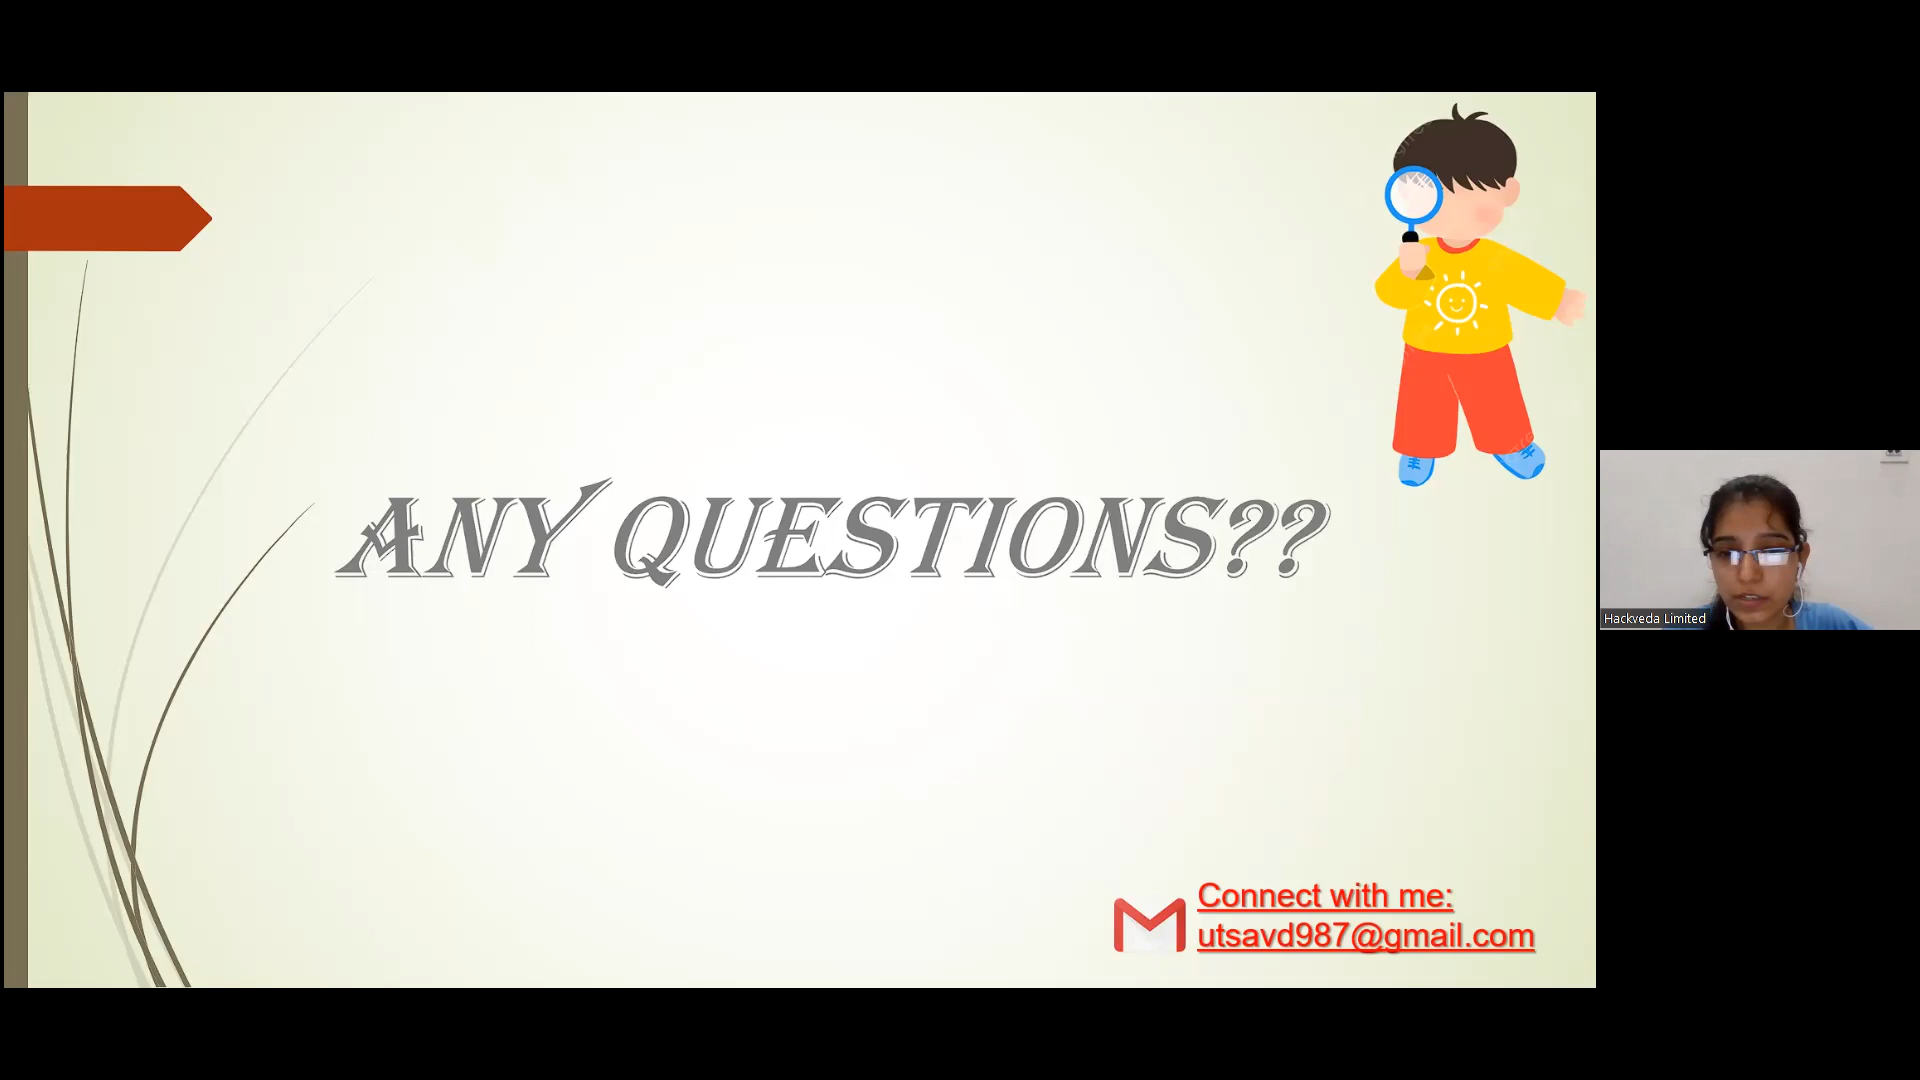 ANY QUESTIONS??
Connect with me:
utsavd987@gmail.com
Hackveda Limited